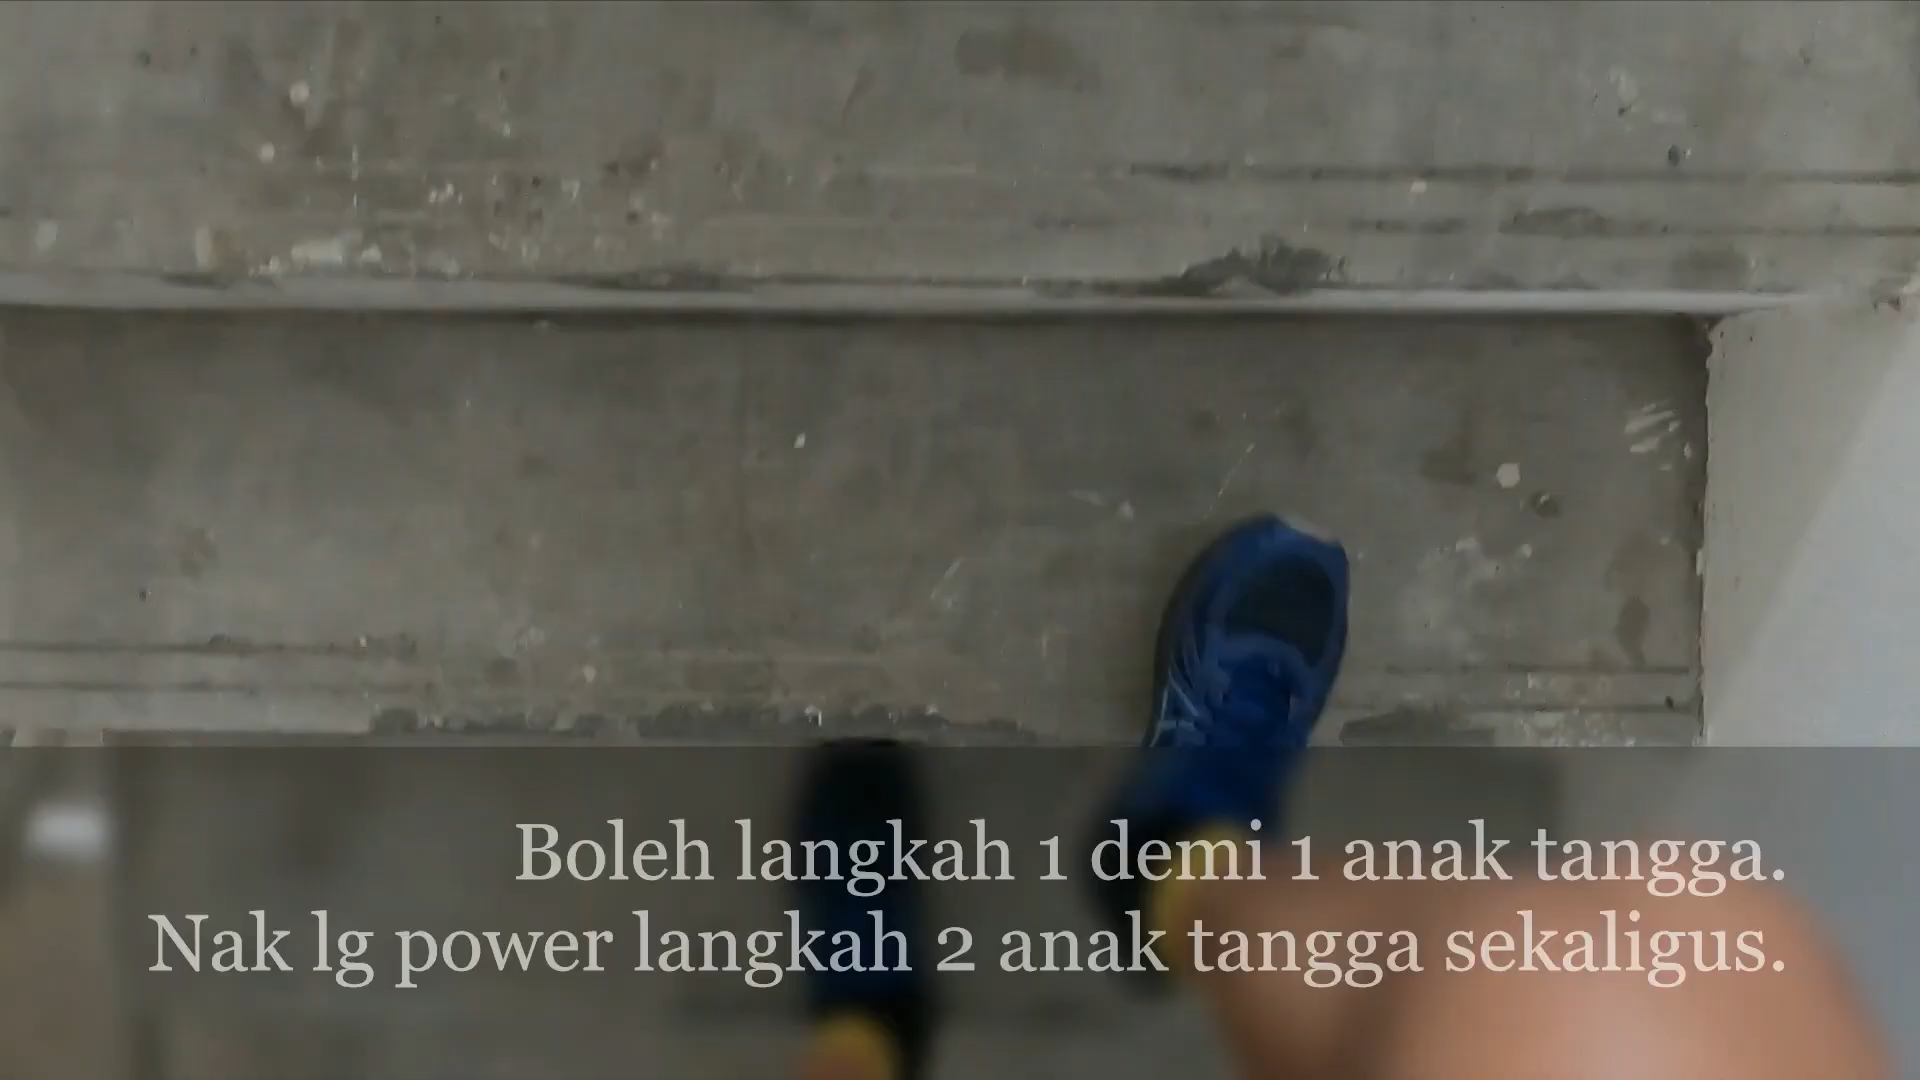 Boleh langkah 1 demi 1 anak tangga.
Nak lg power langkah 2 anak tangga sekaligus.